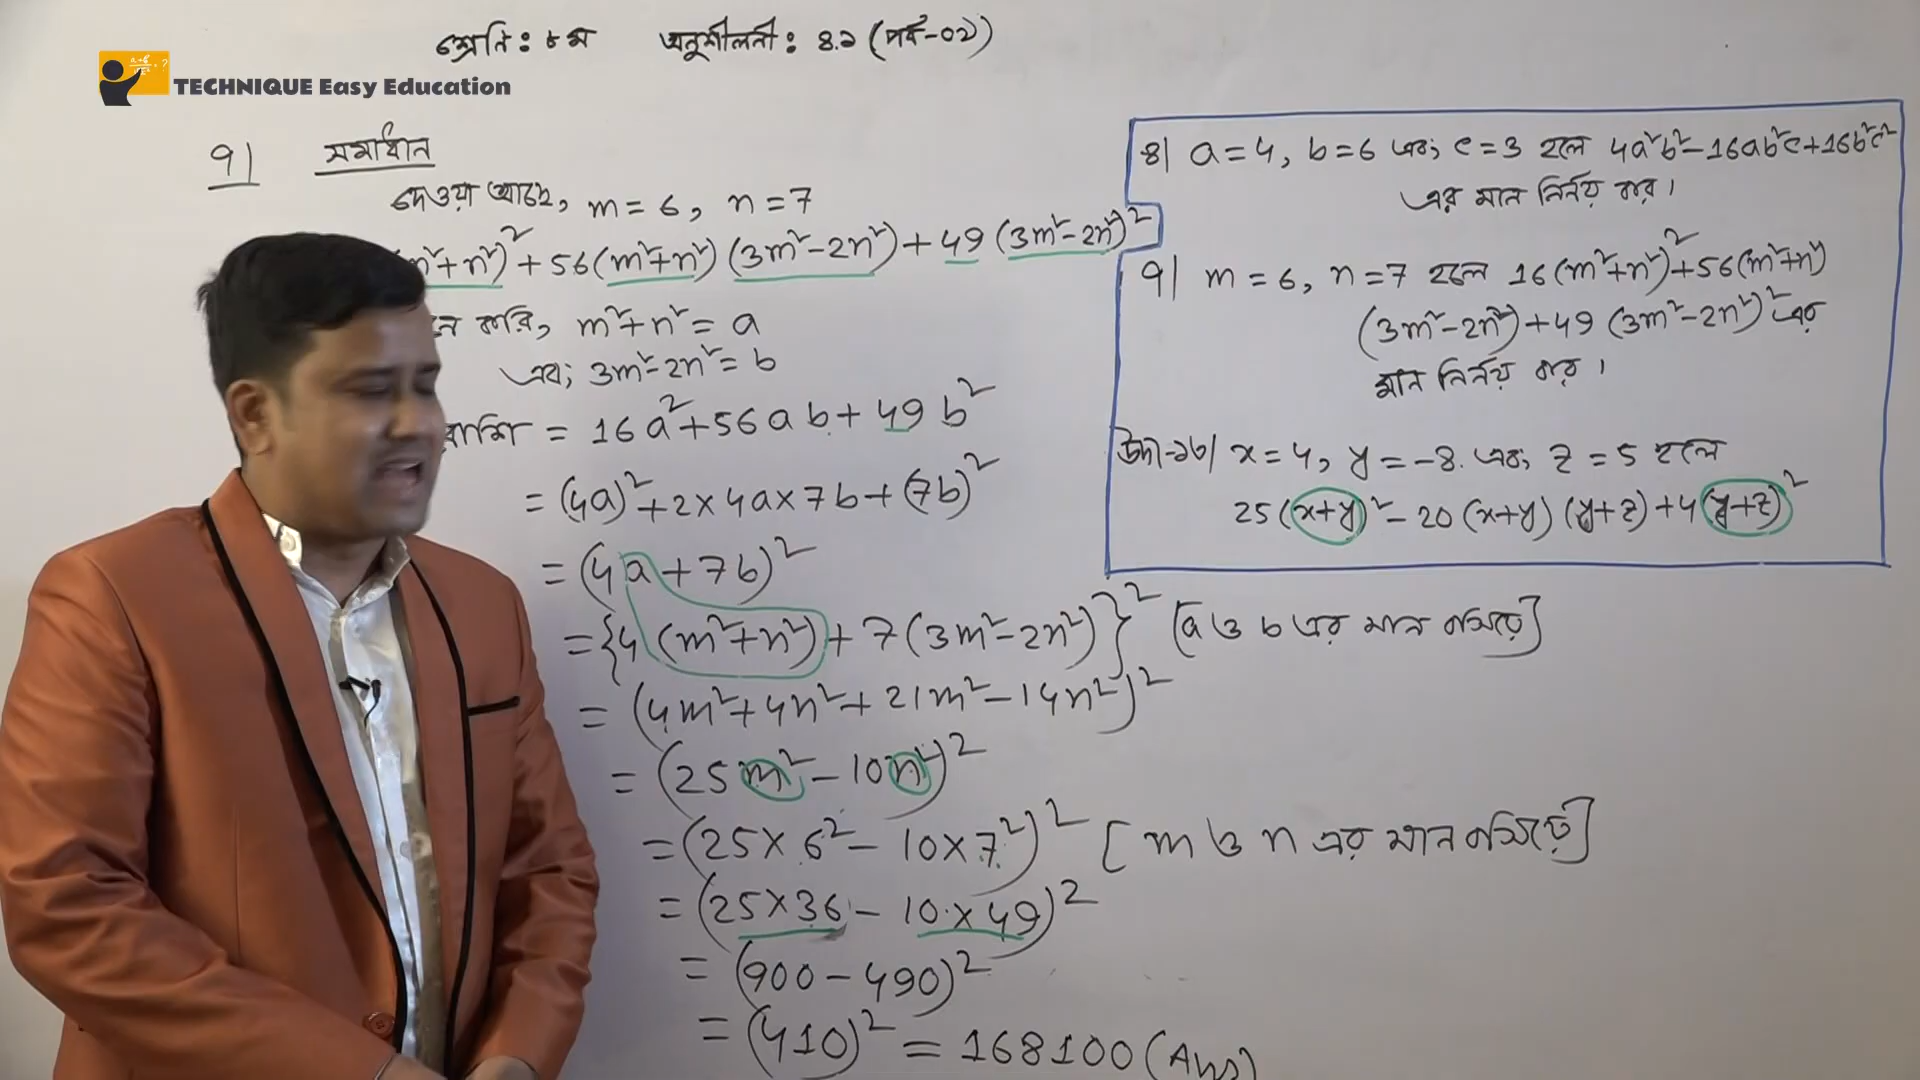 শ্রেণি: ৮ম অনুশীলনী: ৪.১ (পর্ব-০২)
TECHNIQUE Easy Education
৭| সমাধান
দেওয়া আছে, m = 6, n = 7
m²+n²)² + 56(m²+n²) (3m²-2n²) + 49 (3m²-2n²)²
করি, m²+n² = a
এবং 3m²-2n² = b
রাশি = 16a² + 56ab + 49b²
= (4a)² + 2×4a×7b + (7b)²
= (4a+7b)²
= {4(m²+n²) + 7(3m²-2n²)}² [a ও b এর মান বসিয়ে]
= (4m²+4n²+21m²-14n²)²
= (25m² - 10n²)²
= (25×6² - 10×7²)² [m ও n এর মান বসিয়ে]
= (25×36 - 10×49)²
= (900 - 490)²
= (410)² = 168100 (Ans)
৪| a = 4, b = 6 এবং c = 3 হলে 4a²b² - 16ab²c + 16b²c²
এর মান নির্ণয় কর।
৭| m = 6, n = 7 হলে 16(m²+n²)² + 56(m²+n²)
(3m²-2n²) + 49 (3m²-2n²)² এর
মান নির্ণয় কর।
x = 4, y = -8. এবং z = 5 হলে
25(x+y)² - 20(x+y)(y+z) + 4(y+z)²